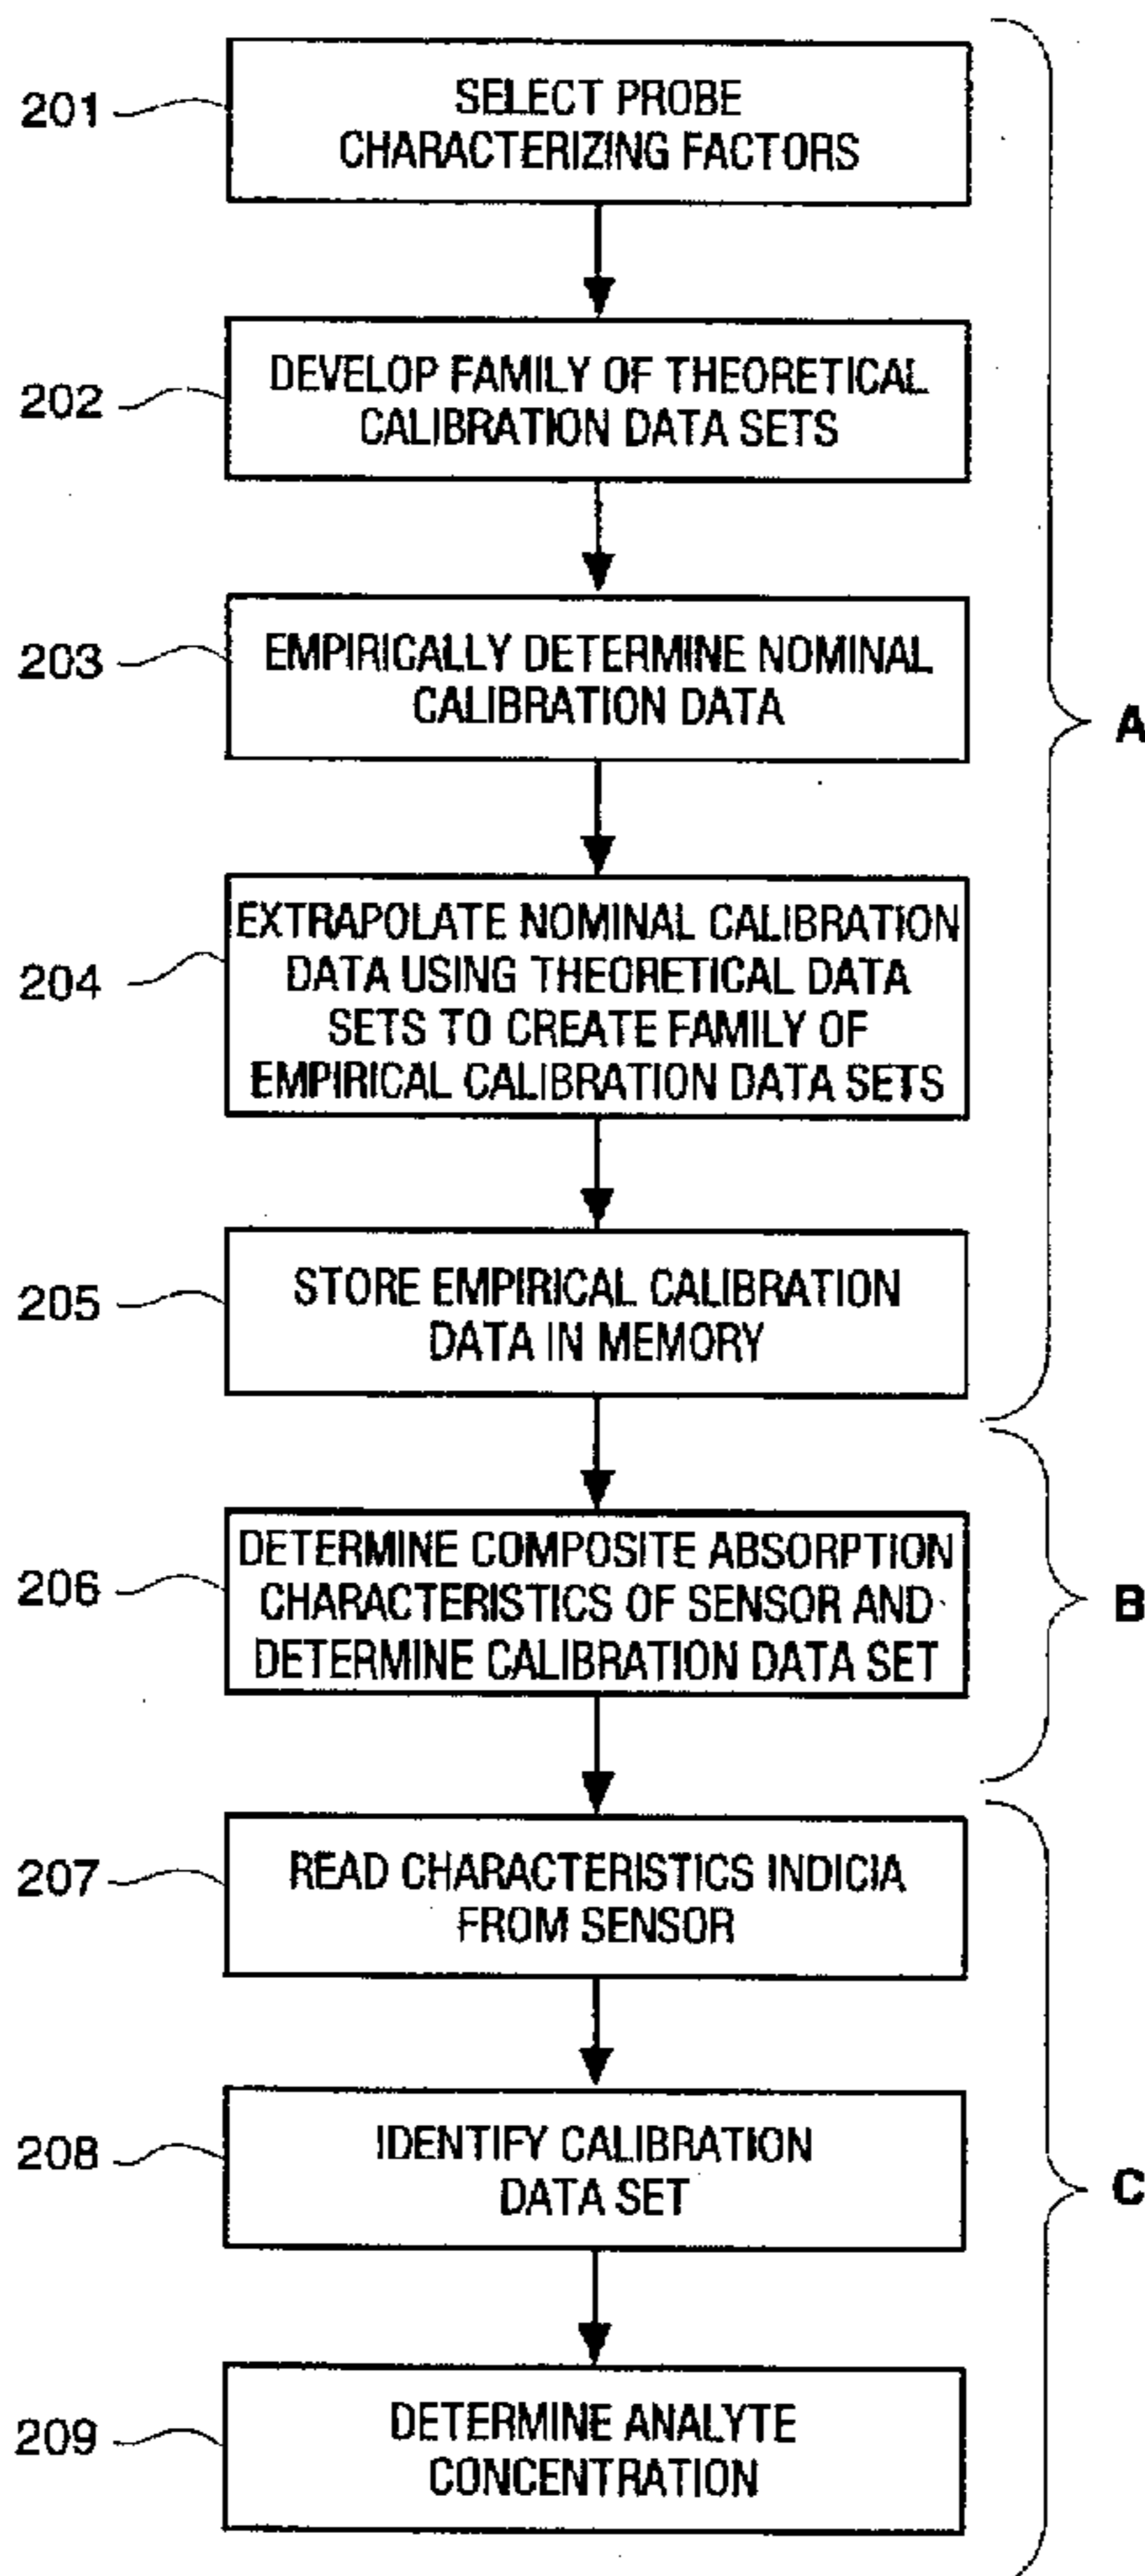 201
SELECT PROBE
CHARACTERIZING FACTORS
202
DEVELOP FAMILY OF THEORETICAL
CALIBRATION DATA SETS
203
EMPIRICALLY DETERMINE NOMINAL
CALIBRATION DATA
A
204
EXTRAPOLATE NOMINAL CALIBRATION
DATA USING THEORETICAL DATA
SETS TO CREATE FAMILY OF
EMPIRICAL CALIBRATION DATA SETS
205
STORE EMPIRICAL CALIBRATION
DATA IN MEMORY
206
DETERMINE COMPOSITE ABSORPTION
CHARACTERISTICS OF SENSOR AND
DETERMINE CALIBRATION DATA SET
B
207
READ CHARACTERISTICS INDICIA
FROM SENSOR
208
IDENTIFY CALIBRATION
DATA SET
C
209
DETERMINE ANALYTE
CONCENTRATION